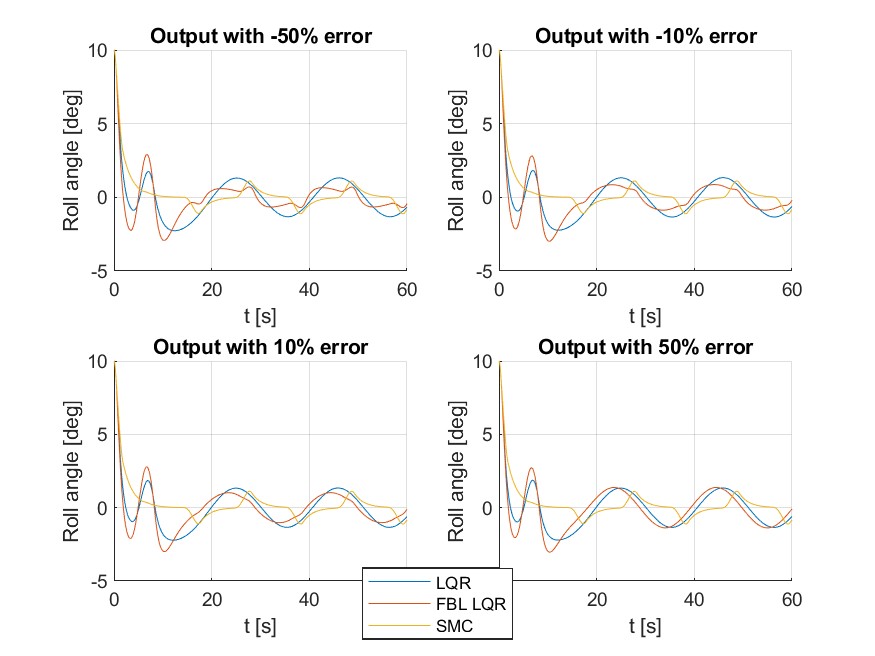 Output with -50% error
10
5
0
-5
Roll angle [deg]
0 20 40 60
t [s]
Output with -10% error
10
5
0
-5
Roll angle [deg]
0 20 40 60
t [s]
Output with 10% error
10
5
0
-5
Roll angle [deg]
0 20 40 60
t [s]
Output with 50% error
10
5
0
-5
Roll angle [deg]
20 40 60
t [s]
LQR
FBL LQR
SMC